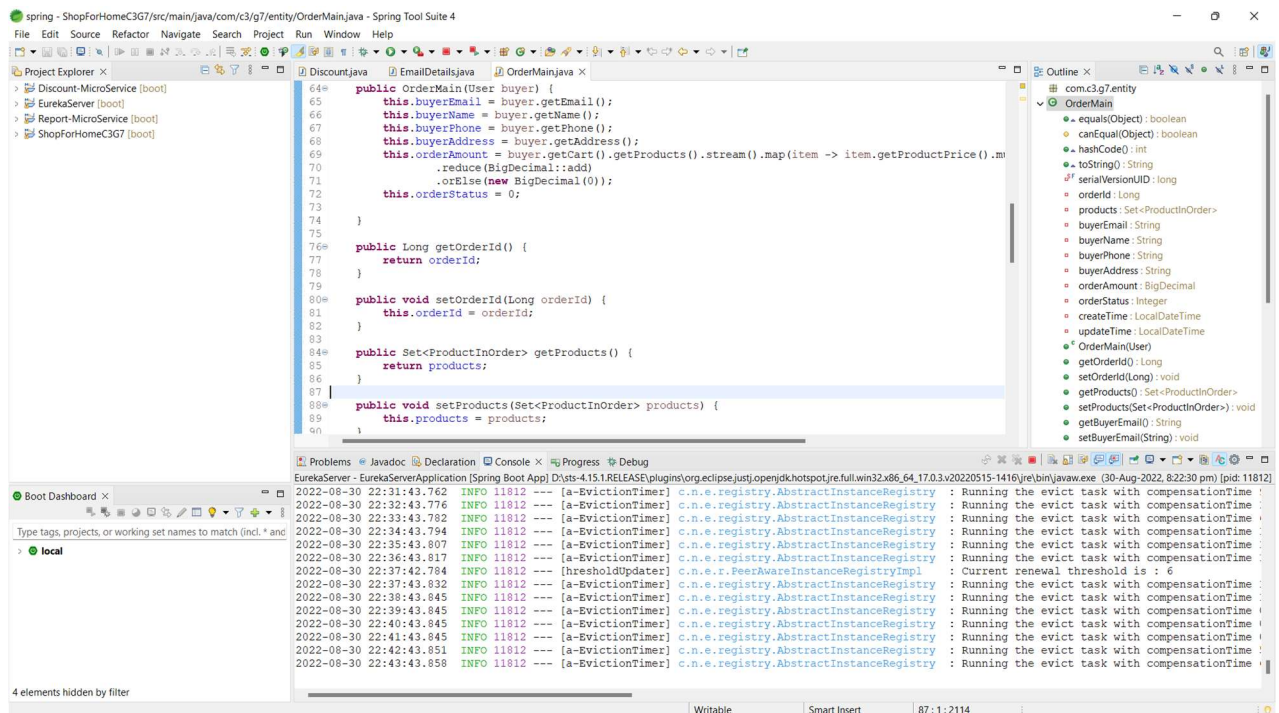 spring - ShopForHomeC3G7/src/main/java/com/c3/g7/entity/OrderMain.java - Spring Tool Suite 4
File Edit Source Refactor Navigate Search Project Run Window Help
Project Explorer
Discount-MicroService [boot]
EurekaServer [boot]
Report-MicroService [boot]
ShopForHomeC3G7 [boot]
Discount.java EmailDetails.java OrderMain.java
64 public OrderMain(User buyer) {
65 this.buyerEmail = buyer.getEmail();
66 this.buyerName = buyer.getName();
67 this.buyerPhone = buyer.getPhone();
68 this.buyerAddress = buyer.getAddress();
69 this.orderAmount = buyer.getCart().getProducts().stream().map(item -> item.getProductPrice().mu
70 .reduce(BigDecimal::add)
71 .orElse(new BigDecimal(0));
72 this.orderStatus = 0;
73
74 }
75
76 public Long getOrderId() {
77 return orderId;
78 }
79
80 public void setOrderId(Long orderId) {
81 this.orderId = orderId;
82 }
83
84 public Set<ProductInOrder> getProducts() {
85 return products;
86 }
87
88 public void setProducts(Set<ProductInOrder> products) {
89 this.products = products;
90 }
Outline
com.c3.g7.entity
OrderMain
equals(Object) : boolean
canEqual(Object) : boolean
hashCode() : int
toString() : String
serialVersionUID : long
orderId : Long
products : Set<ProductInOrder>
buyerEmail : String
buyerName : String
buyerPhone : String
buyerAddress : String
orderAmount : BigDecimal
orderStatus : Integer
createTime : LocalDateTime
updateTime : LocalDateTime
OrderMain(User)
getOrderId() : Long
setOrderId(Long) : void
getProducts() : Set<ProductInOrder>
setProducts(Set<ProductInOrder>) : void
getBuyerEmail() : String
setBuyerEmail(String) : void
Boot Dashboard
Type tags, projects, or working set names to match (incl. * and
local
4 elements hidden by filter
Problems Javadoc Declaration Console Progress Debug
EurekaServer - EurekaServerApplication [Spring Boot App] D:\sts-4.15.1.RELEASE\plugins\org.eclipse.justj.openjdk.hotspot.jre.full.win32.x86_64_17.0.3.v20220515-1416\jre\bin\javaw.exe (30-Aug-2022, 8:22:30 pm) [pid: 11812]
2022-08-30 22:31:43.762 INFO 11812 --- [a-EvictionTimer] c.n.e.registry.AbstractInstanceRegistry : Running the evict task with compensationTime
2022-08-30 22:32:43.776 INFO 11812 --- [a-EvictionTimer] c.n.e.registry.AbstractInstanceRegistry : Running the evict task with compensationTime
2022-08-30 22:33:43.782 INFO 11812 --- [a-EvictionTimer] c.n.e.registry.AbstractInstanceRegistry : Running the evict task with compensationTime
2022-08-30 22:34:43.794 INFO 11812 --- [a-EvictionTimer] c.n.e.registry.AbstractInstanceRegistry : Running the evict task with compensationTime
2022-08-30 22:35:43.807 INFO 11812 --- [a-EvictionTimer] c.n.e.registry.AbstractInstanceRegistry : Running the evict task with compensationTime
2022-08-30 22:36:43.817 INFO 11812 --- [a-EvictionTimer] c.n.e.registry.AbstractInstanceRegistry : Running the evict task with compensationTime
2022-08-30 22:37:42.784 INFO 11812 --- [hresholdUpdater] c.n.e.r.PeerAwareInstanceRegistryImpl : Current renewal threshold is : 6
2022-08-30 22:37:43.832 INFO 11812 --- [a-EvictionTimer] c.n.e.registry.AbstractInstanceRegistry : Running the evict task with compensationTime
2022-08-30 22:38:43.845 INFO 11812 --- [a-EvictionTimer] c.n.e.registry.AbstractInstanceRegistry : Running the evict task with compensationTime
2022-08-30 22:39:43.845 INFO 11812 --- [a-EvictionTimer] c.n.e.registry.AbstractInstanceRegistry : Running the evict task with compensationTime
2022-08-30 22:40:43.845 INFO 11812 --- [a-EvictionTimer] c.n.e.registry.AbstractInstanceRegistry : Running the evict task with compensationTime
2022-08-30 22:41:43.845 INFO 11812 --- [a-EvictionTimer] c.n.e.registry.AbstractInstanceRegistry : Running the evict task with compensationTime
2022-08-30 22:42:43.851 INFO 11812 --- [a-EvictionTimer] c.n.e.registry.AbstractInstanceRegistry : Running the evict task with compensationTime
2022-08-30 22:43:43.858 INFO 11812 --- [a-EvictionTimer] c.n.e.registry.AbstractInstanceRegistry : Running the evict task with compensationTime
Writable Smart Insert 87 : 1 : 2114